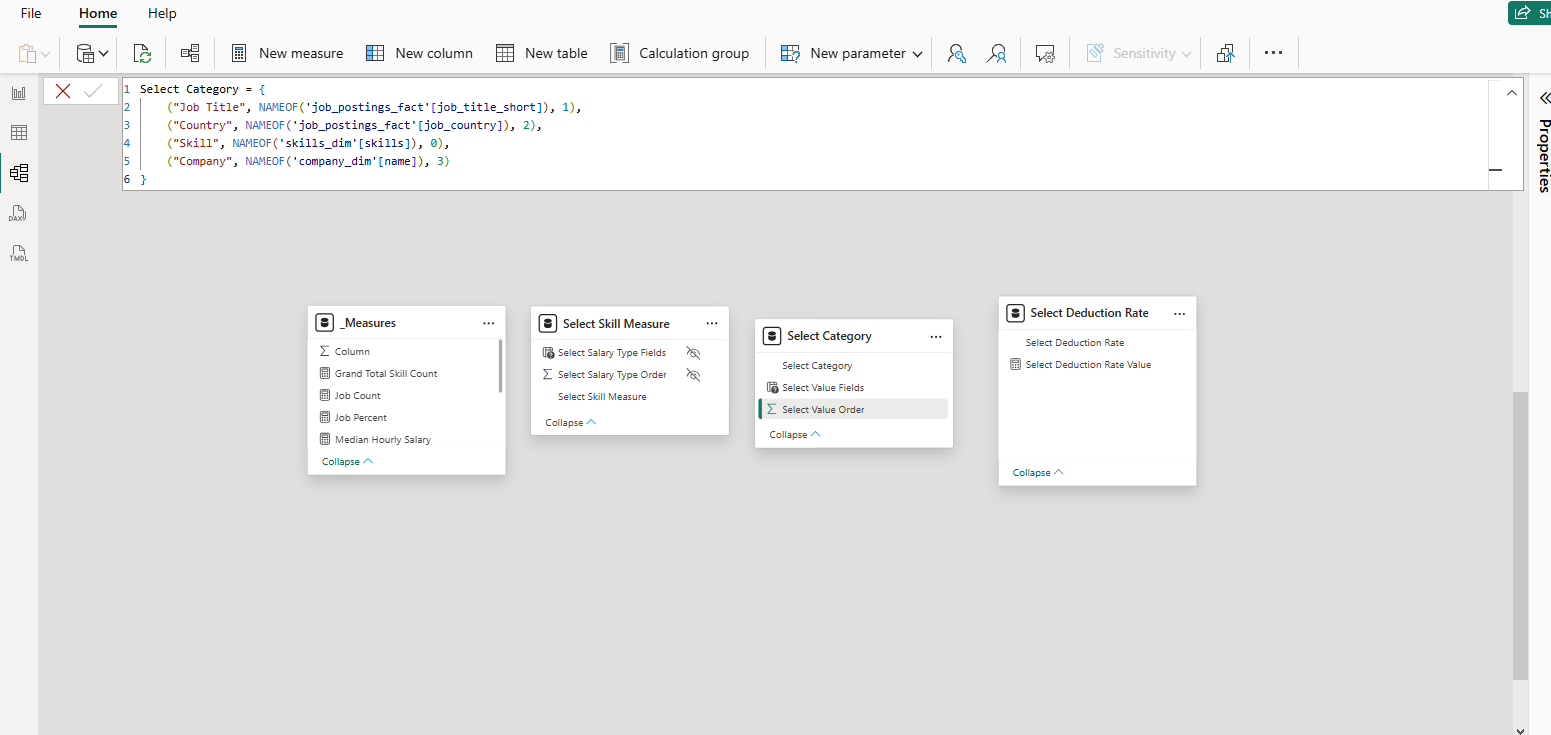 File Home Help
Sh
New measure New column New table Calculation group New parameter Sensitivity ...
1 Select Category = {
2 ("Job Title", NAMEOF('job_postings_fact'[job_title_short]), 1),
3 ("Country", NAMEOF('job_postings_fact'[job_country]), 2),
4 ("Skill", NAMEOF('skills_dim'[skills]), 0),
5 ("Company", NAMEOF('company_dim'[name]), 3)
6 }
Properties
DAX
TMDL
_Measures ...
Column
Grand Total Skill Count
Job Count
Job Percent
Median Hourly Salary
Collapse
Select Skill Measure ...
Select Salary Type Fields
Select Salary Type Order
Select Skill Measure
Collapse
Select Category ...
Select Category
Select Value Fields
Select Value Order
Collapse
Select Deduction Rate ...
Select Deduction Rate
Select Deduction Rate Value
Collapse